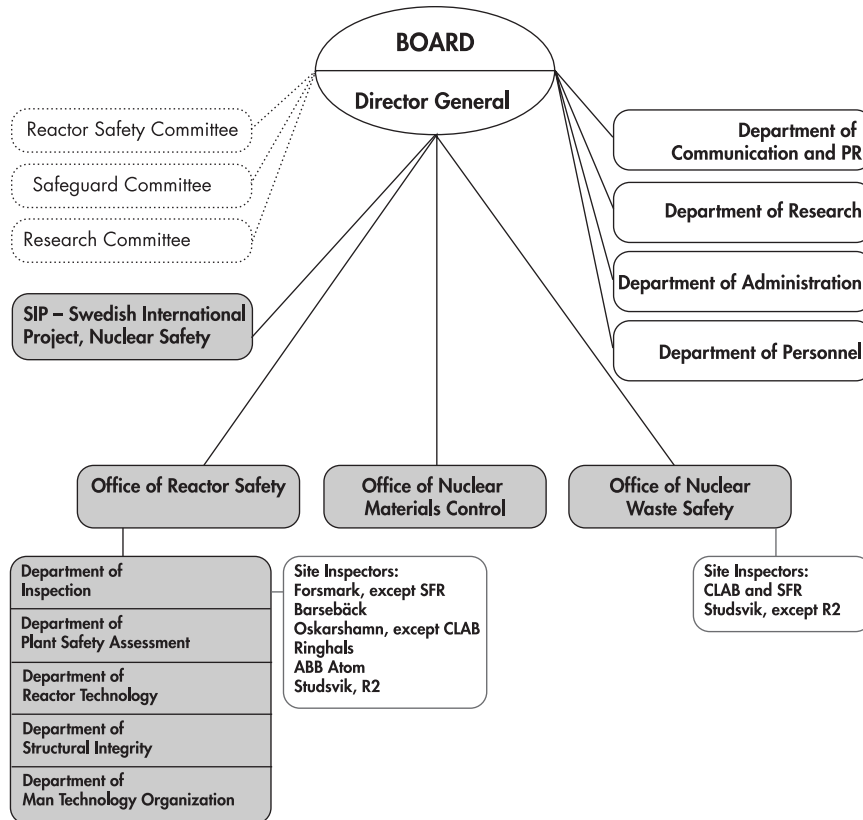 BOARD
Director General
Reactor Safety Committee
Safeguard Committee
Research Committee
SIP – Swedish International
Project, Nuclear Safety
Department of
Communication and PR
Department of Research
Department of Administration
Department of Personnel
Office of Reactor Safety
Office of Nuclear
Materials Control
Office of Nuclear
Waste Safety
Department of
Inspection
Department of
Plant Safety Assessment
Department of
Reactor Technology
Department of
Structural Integrity
Department of
Man Technology Organization
Site Inspectors:
Forsmark, except SFR
Barsebäck
Oskarshamn, except CLAB
Ringhals
ABB Atom
Studsvik, R2
Site Inspectors:
CLAB and SFR
Studsvik, except R2